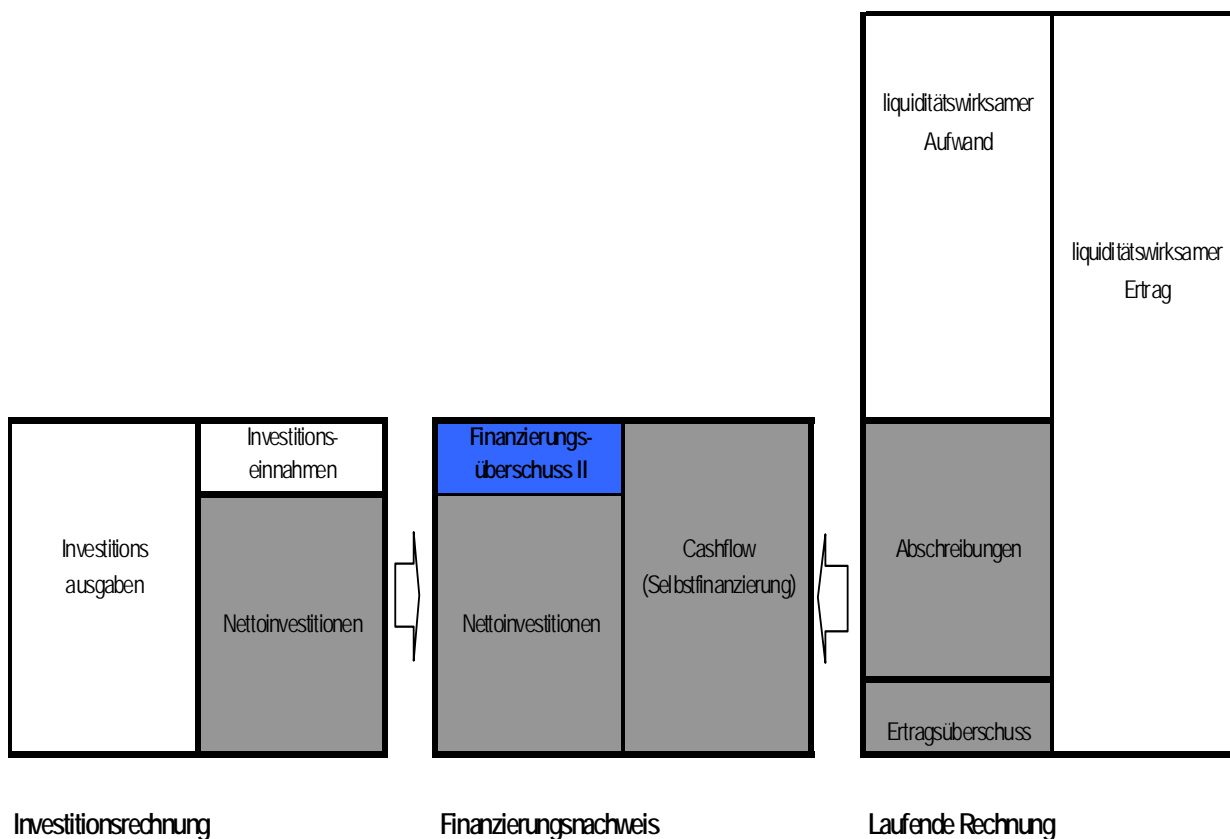 liquiditätswirksamer
Aufwand
liquiditätswirksamer
Ertrag
Investitions-
einnahmen
Finanzierungs-
überschuss II
Investitions
ausgaben
Nettoinvestitionen
Nettoinvestitionen
Cashflow
(Selbstfinanzierung)
Abschreibungen
Ertragsüberschuss
Investitionsrechnung
Finanzierungsnachweis
Laufende Rechnung